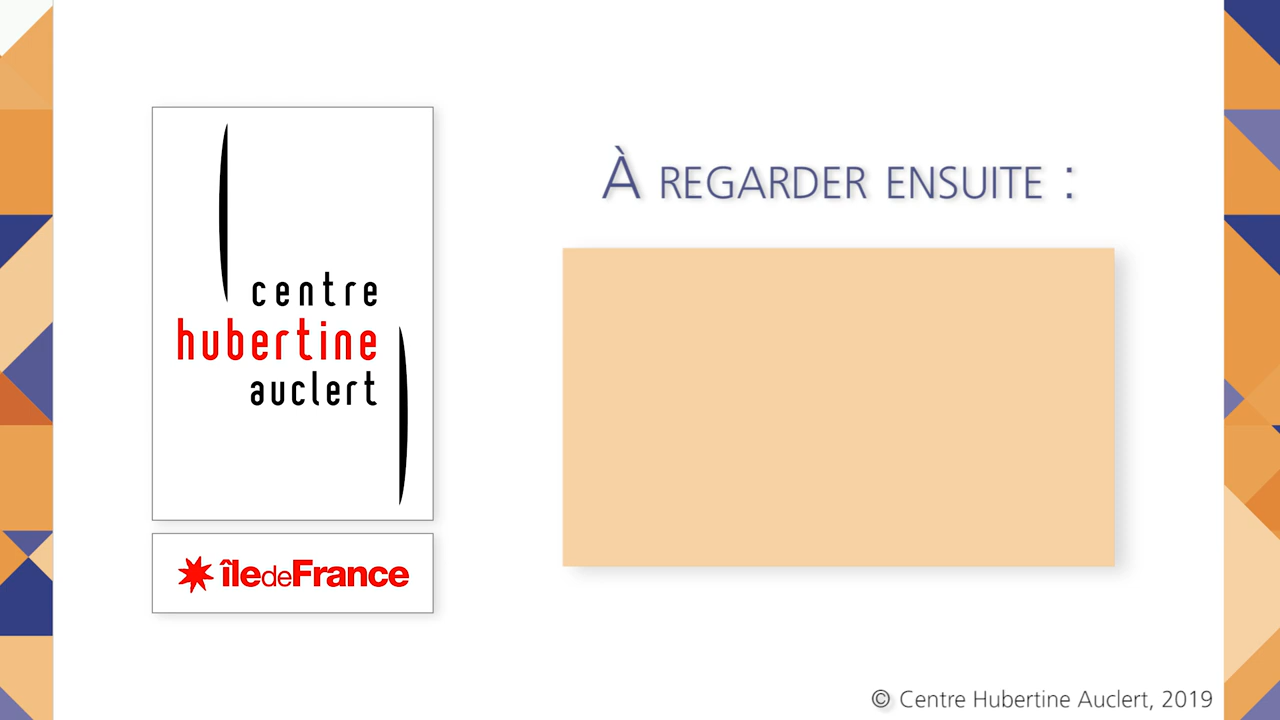 centre
hubertine
auclert
îledeFrance
À REGARDER ENSUITE :
© Centre Hubertine Auclert, 2019